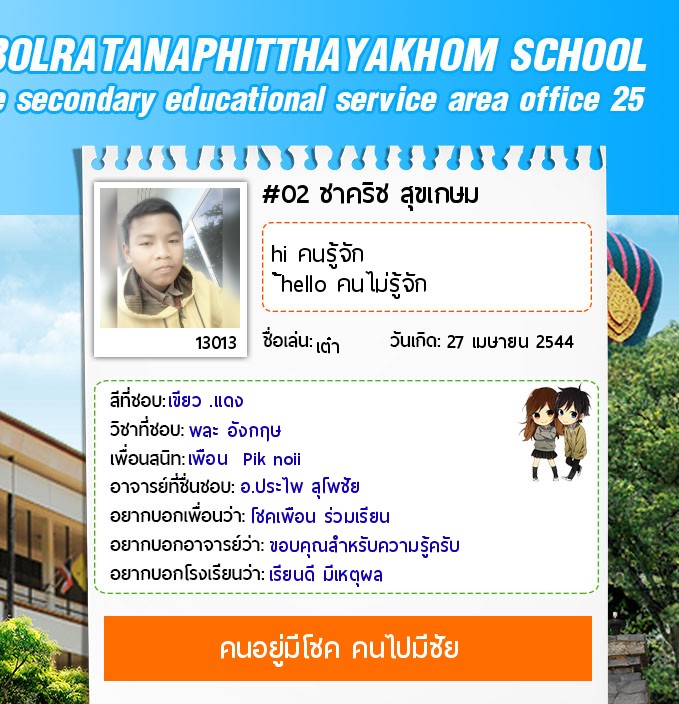 BOLRATANAPHITTHAYAKHOM SCHOOL
e secondary educational service area office 25
#02 ชาคริช สุขเกษม
hi คนรู้จัก
้hello คนไม่รู้จัก
13013
ชื่อเล่น: เต๋า วันเกิด: 27 เมษายน 2544
สีที่ชอบ: เขียว .แดง
วิชาที่ชอบ: พละ อังกฤษ
เพื่อนสนิท: เพือน Pik noii
อาจารย์ที่ชื่นชอบ: อ.ประไพ สุโพชัย
อยากบอกเพื่อนว่า: โชคเพือน ร่วมเรียน
อยากบอกอาจารย์ว่า: ขอบคุณสำหรับความรู้ครับ
อยากบอกโรงเรียนว่า: เรียนดี มีเหตุผล
คนอยู่มีโชค คนไปมีชัย